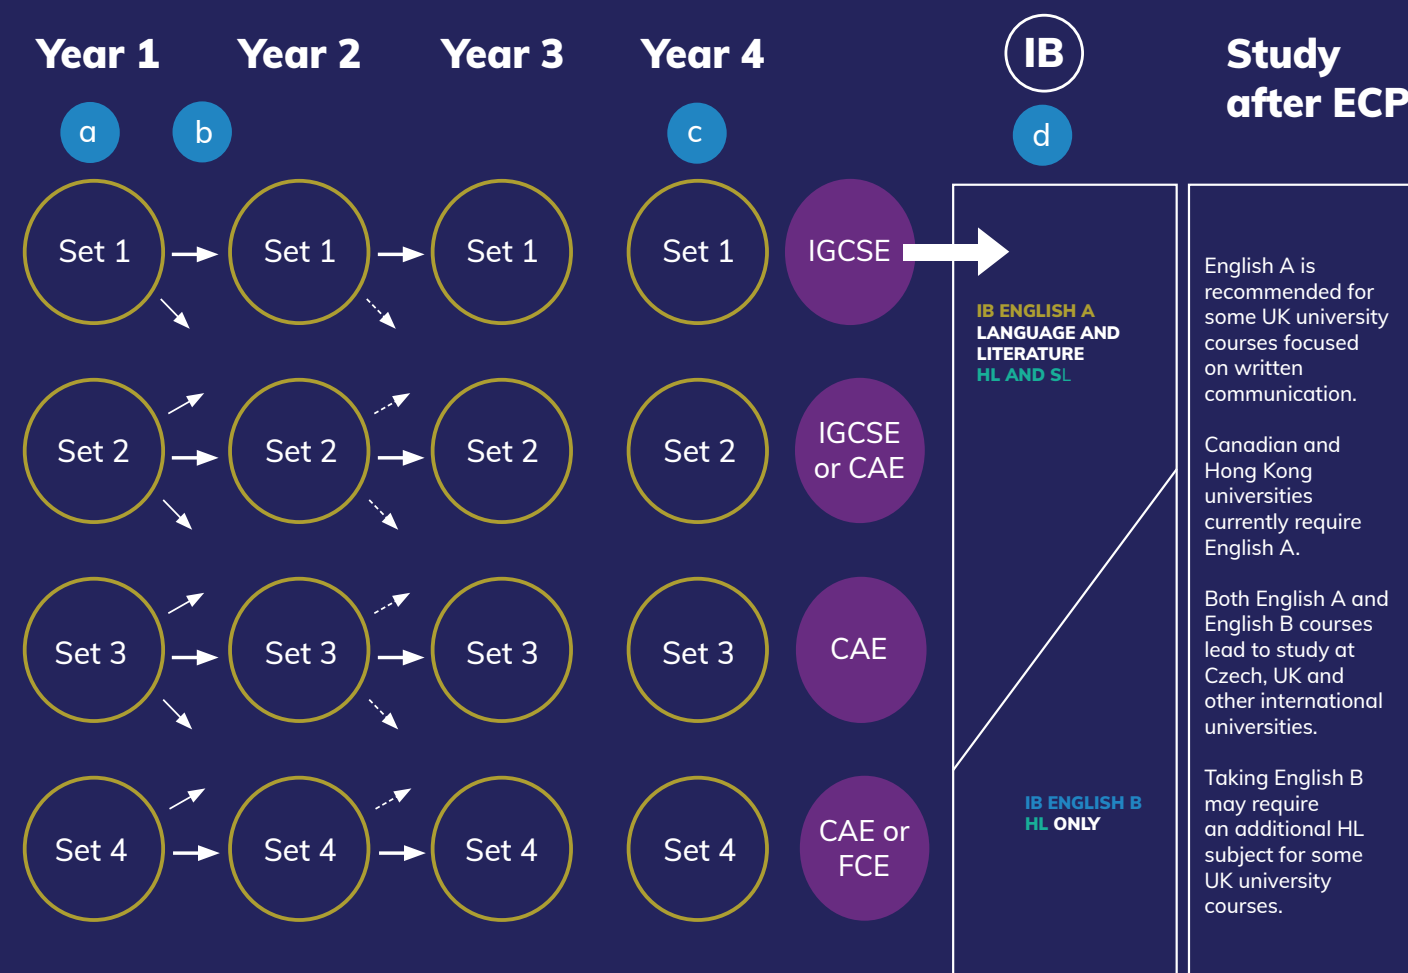 Year 1
Year 2
Year 3
Year 4
IB
Study
after ECP
a
b
c
d
Set 1
Set 1
Set 1
Set 1
IGCSE
Set 2
Set 2
Set 2
Set 2
IGCSE
or CAE
Set 3
Set 3
Set 3
Set 3
CAE
Set 4
Set 4
Set 4
Set 4
CAE or
FCE
IB ENGLISH A
LANGUAGE AND
LITERATURE
HL AND SL
IB ENGLISH B
HL ONLY
English A is
recommended for
some UK university
courses focused
on written
communication.
Canadian and
Hong Kong
universities
currently require
English A.
Both English A and
English B courses
lead to study at
Czech, UK and
other international
universities.
Taking English B
may require
an additional HL
subject for some
UK university
courses.